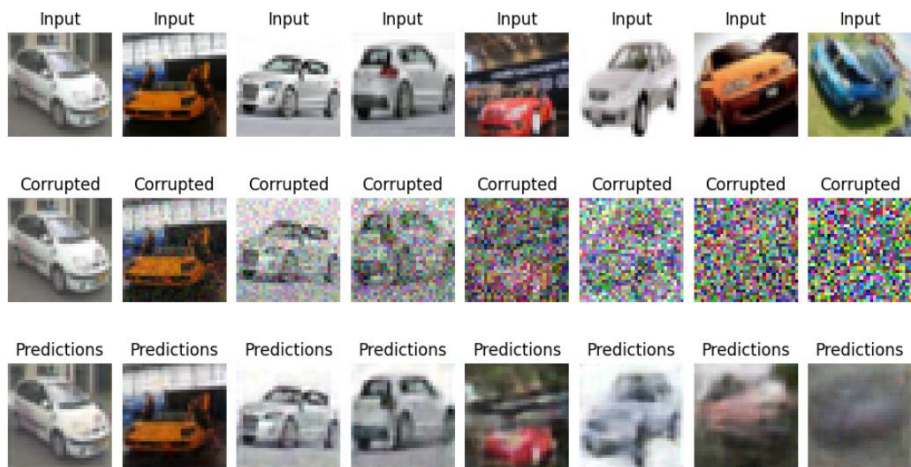 Input Input Input Input Input Input Input Input
Corrupted Corrupted Corrupted Corrupted Corrupted Corrupted Corrupted Corrupted
Predictions Predictions Predictions Predictions Predictions Predictions Predictions Predictions